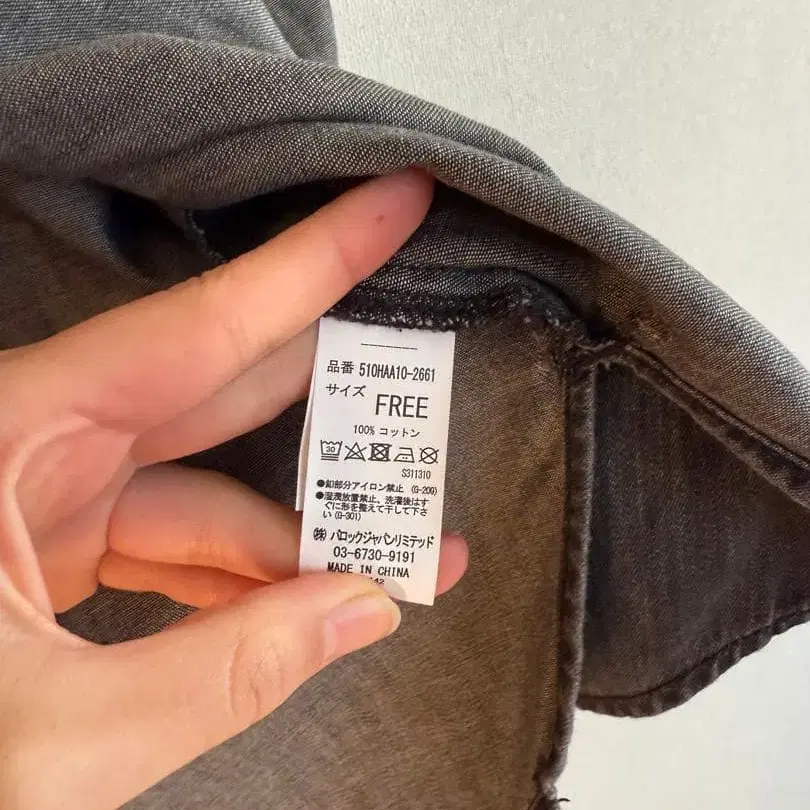 品番 510HAA10-2661
サイズ FREE
100% コットン
30
S311310
●釦部分アイロン禁止 (G-209)
●湿潤放置禁止、洗濯後はす
ぐに形を整えて干して下さ
い (G-301)
㈱ バロックジャパンリミテッド
03-6730-9191
MADE IN CHINA